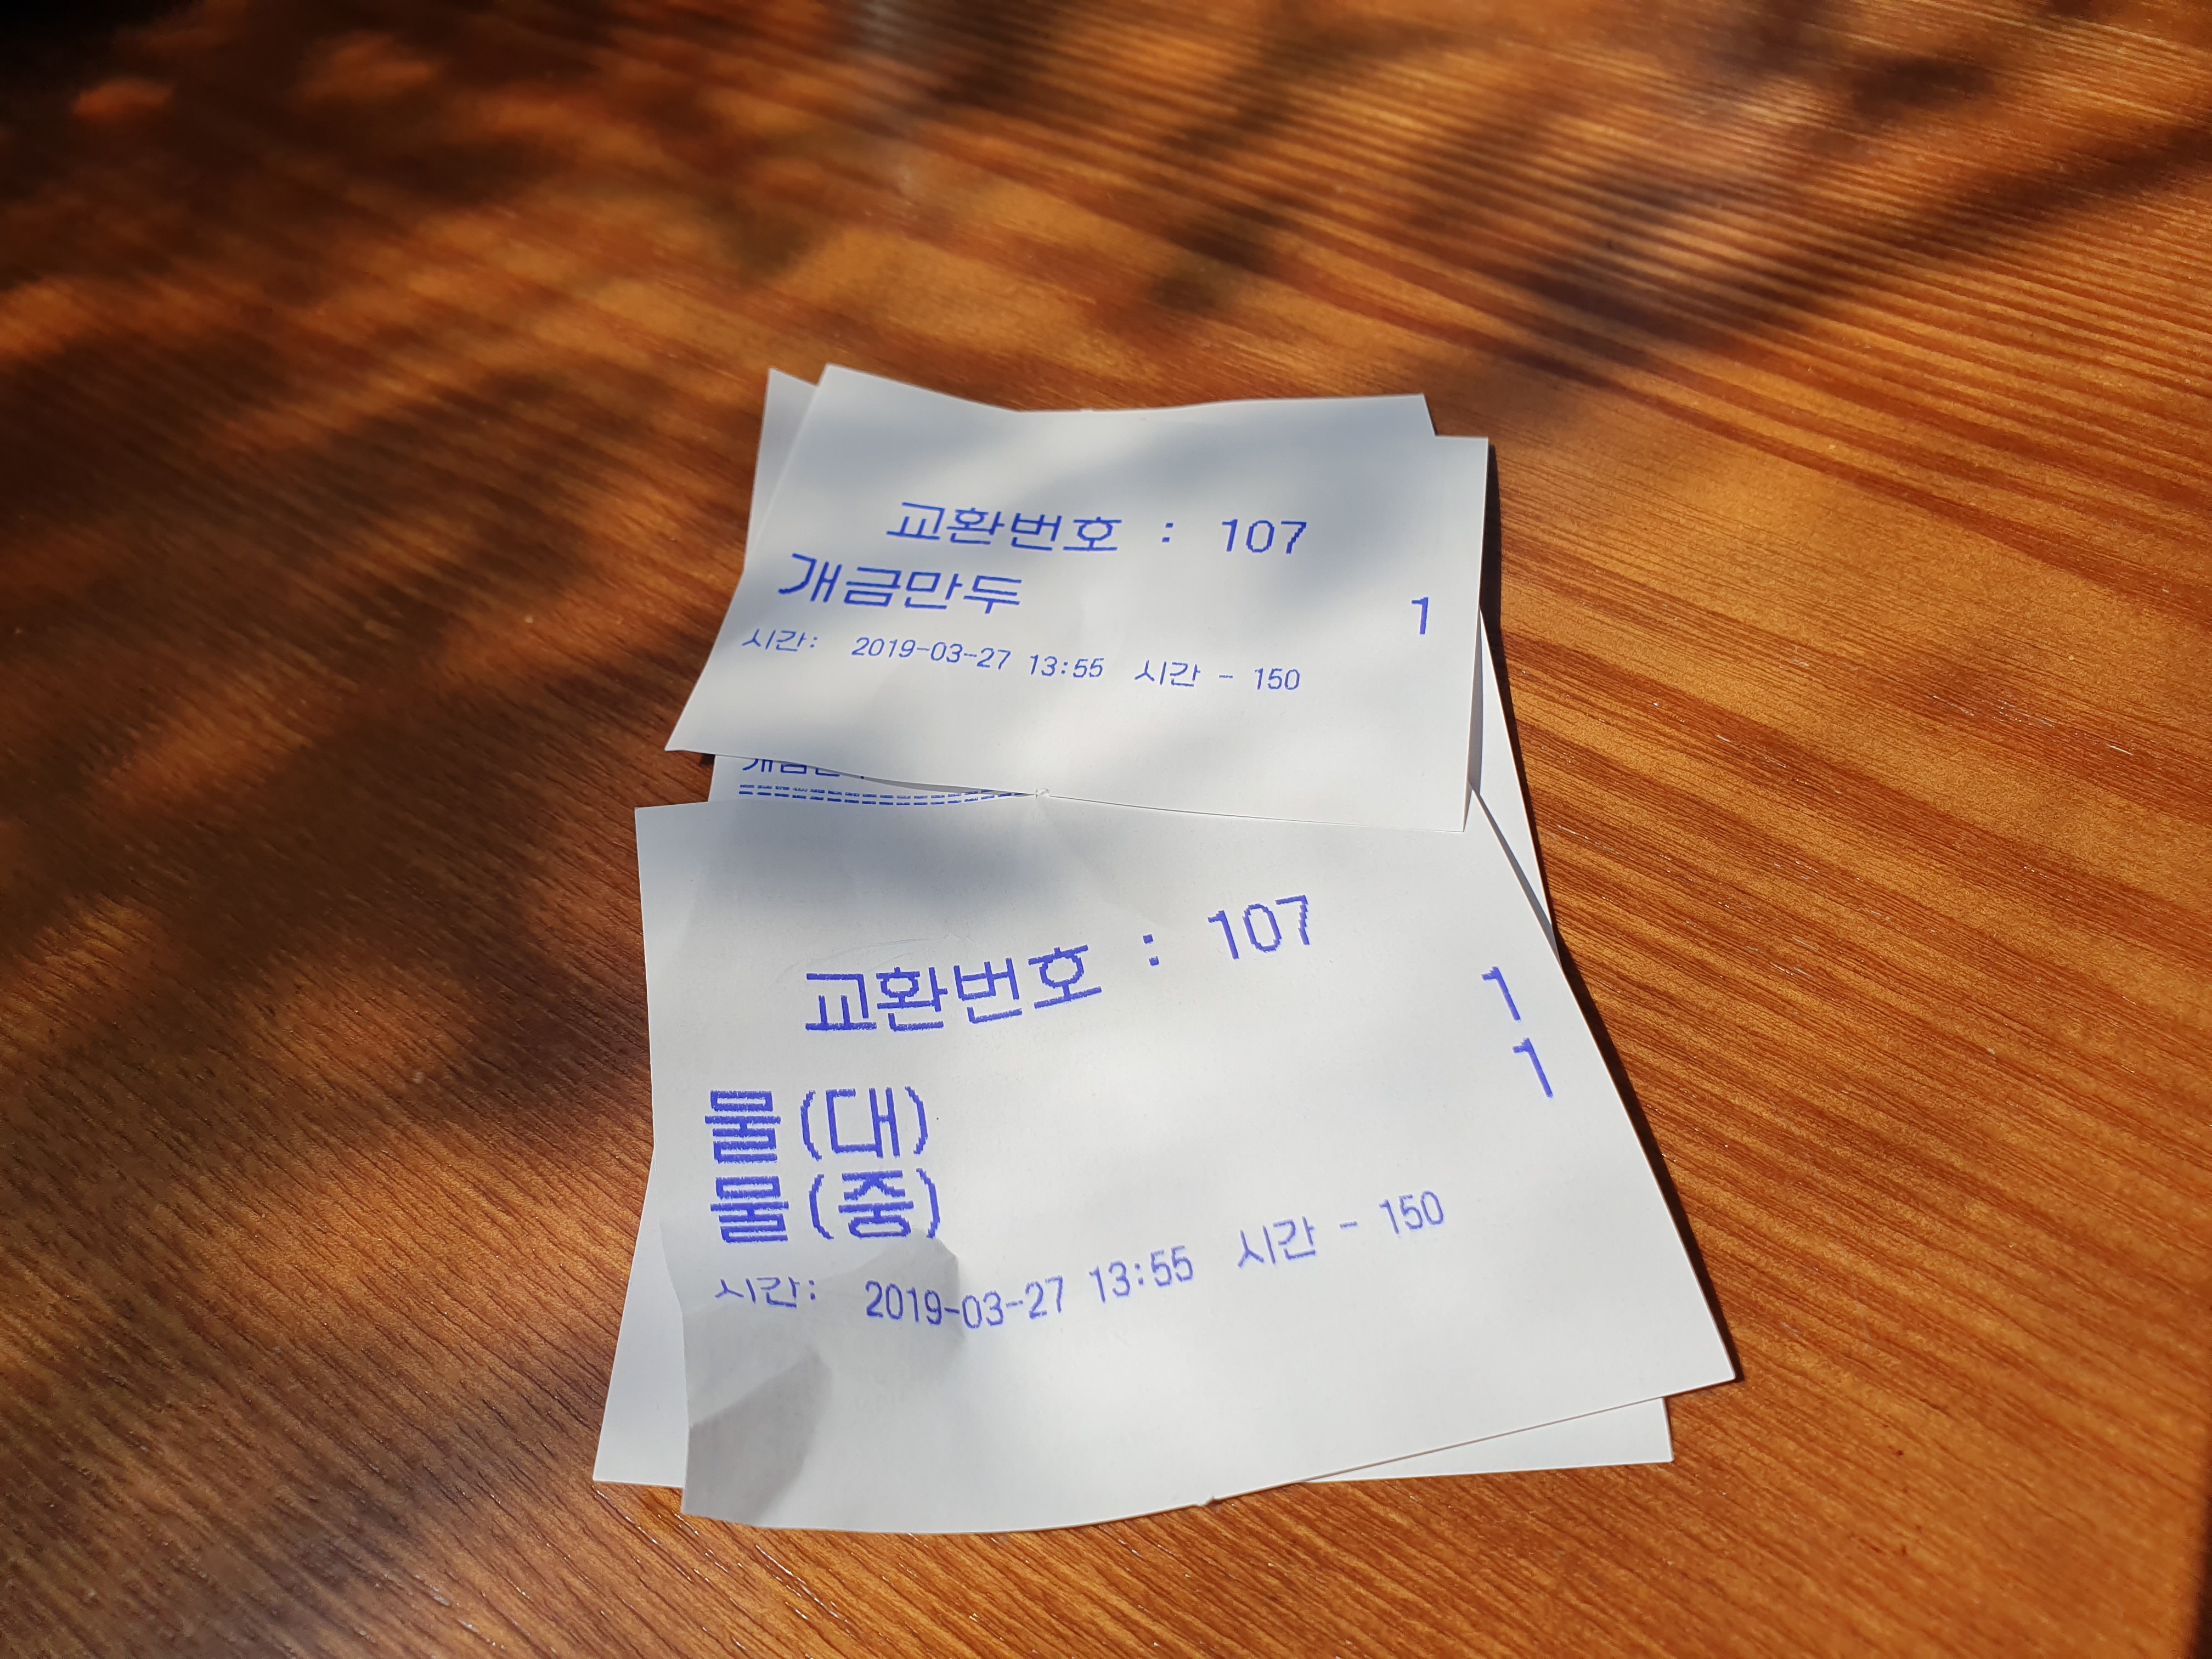 교환번호 : 107
개금만두 1
시간: 2019-03-27 13:55 시간 - 150
교환번호 : 107
물(대) 1
물(중) 1
시간: 2019-03-27 13:55 시간 - 150